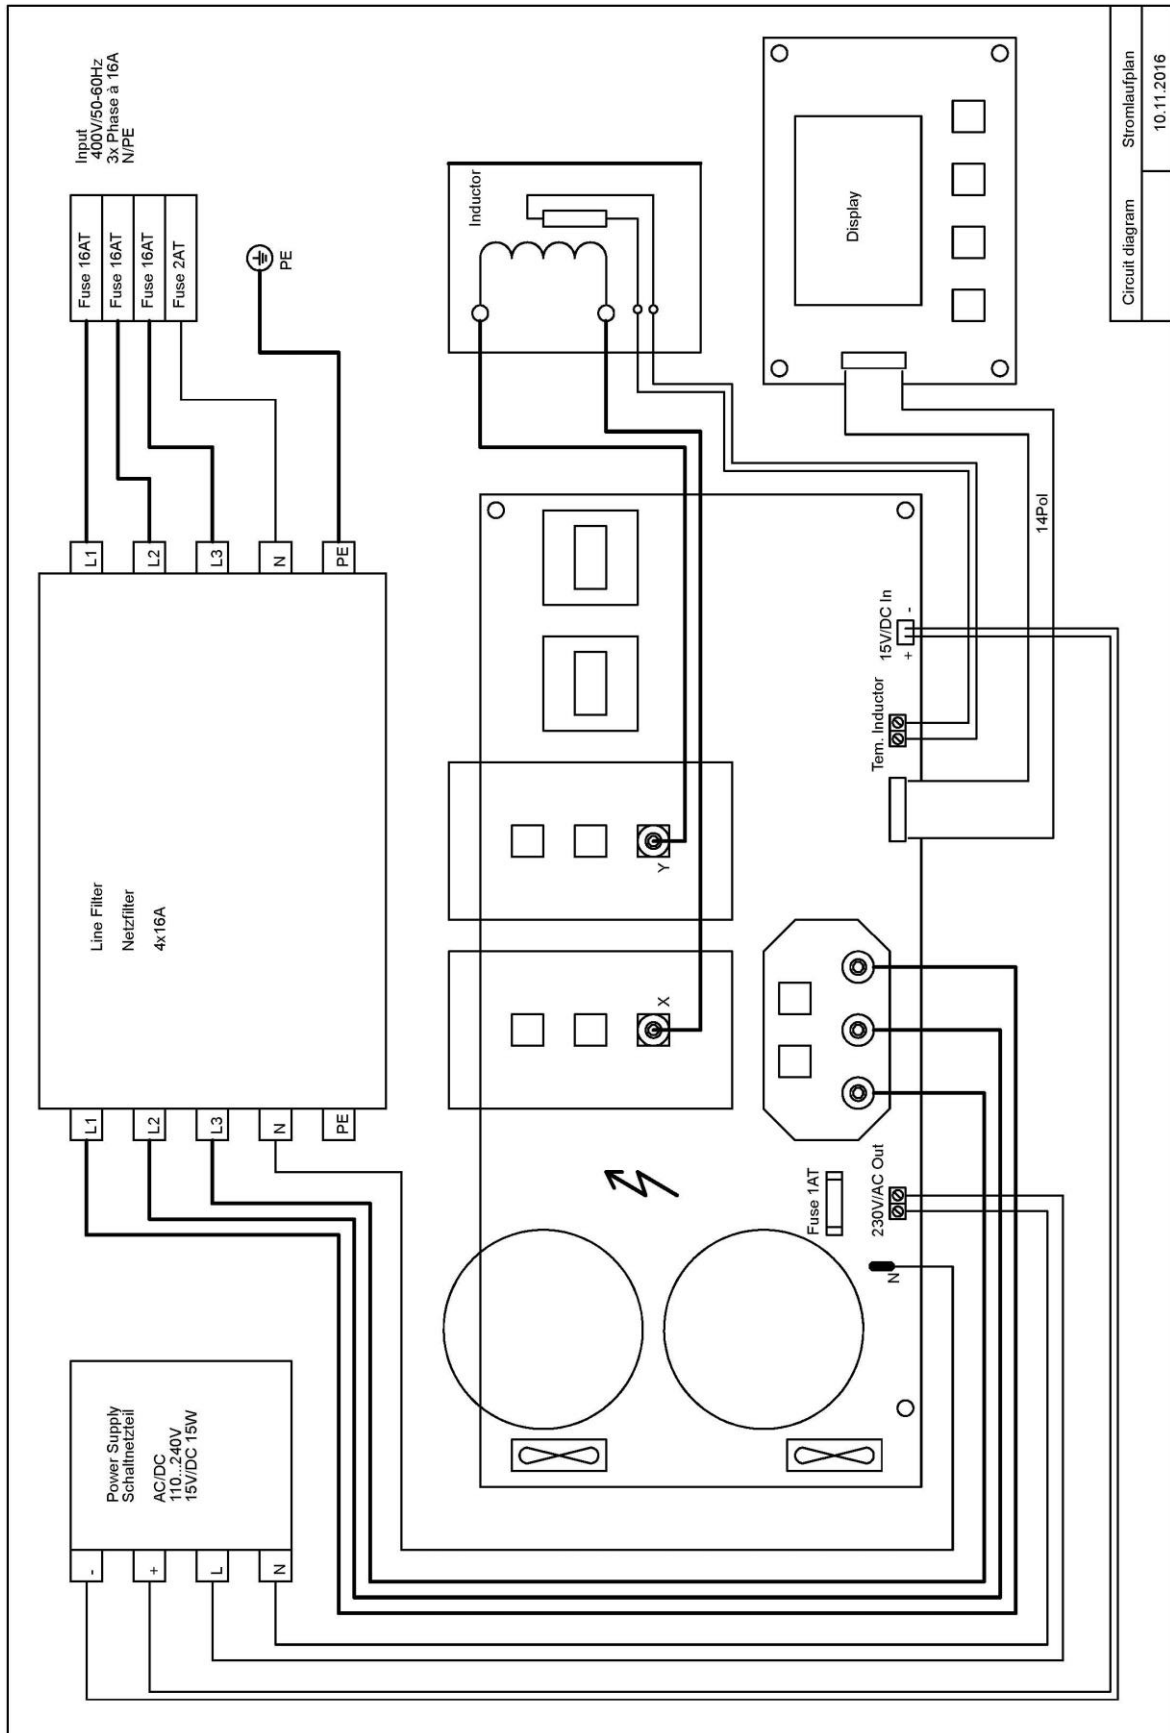 Input
400V/50-60Hz
3x Phase à 16A
N/PE
Fuse 16AT
Fuse 16AT
Fuse 16AT
Fuse 2AT
PE
L1
L2
L3
N
PE
Line Filter
Netzfilter
4x16A
L1
L2
L3
N
PE
Power Supply
Schaltnetzteil
AC/DC
110...240V
15V/DC 15W
-
+
L
N
Inductor
Y
X
Fuse 1AT
230V/AC Out
N
Tem. Inductor
15V/DC In
+
-
14Pol
Display
Circuit diagram
Stromlaufplan
10.11.2016